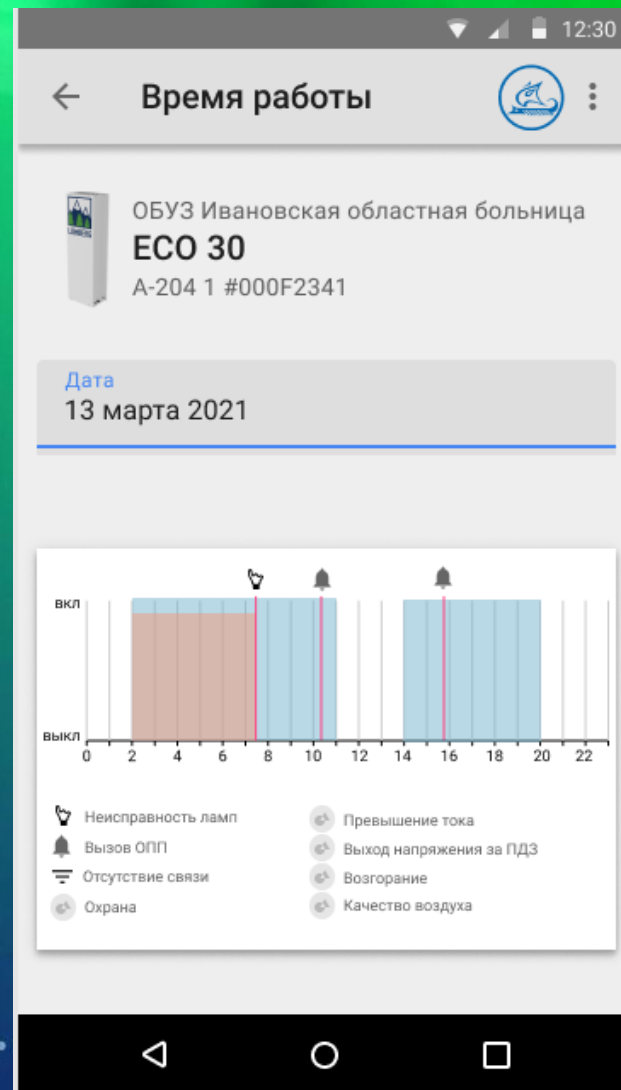 12:30
Время работы
ОБУЗ Ивановская областная больница
ECO 30
A-204 1 #000F2341
Дата
13 марта 2021
ВКЛ
ВЫКЛ
0 2 4 6 8 10 12 14 16 18 20 22
Неисправность ламп
Вызов ОПП
Отсутствие связи
Охрана
Превышение тока
Выход напряжения за ПДЗ
Возгорание
Качество воздуха